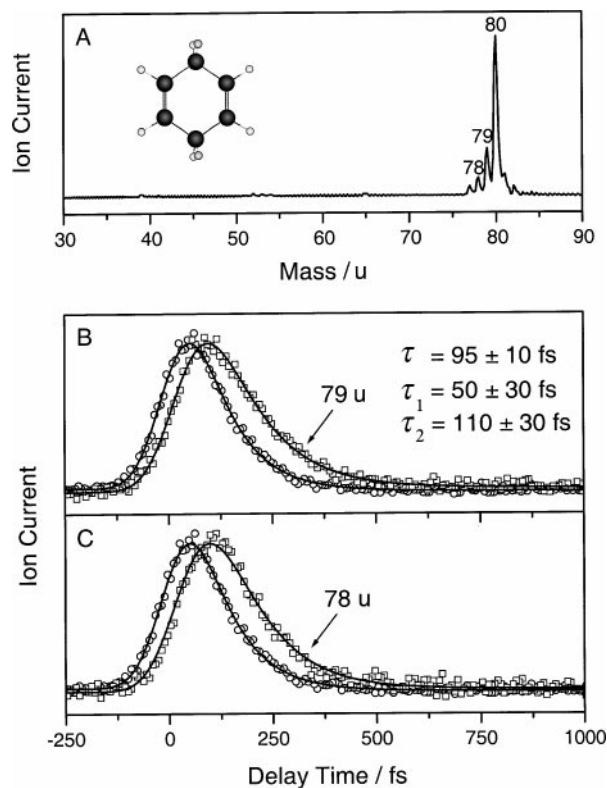 A
80
79
78
Ion Current
30 40 50 60 70 80 90
Mass / u
B
τ = 95 ± 10 fs
τ1 = 50 ± 30 fs
τ2 = 110 ± 30 fs
79 u
C
78 u
Ion Current
-250 0 250 500 750 1000
Delay Time / fs